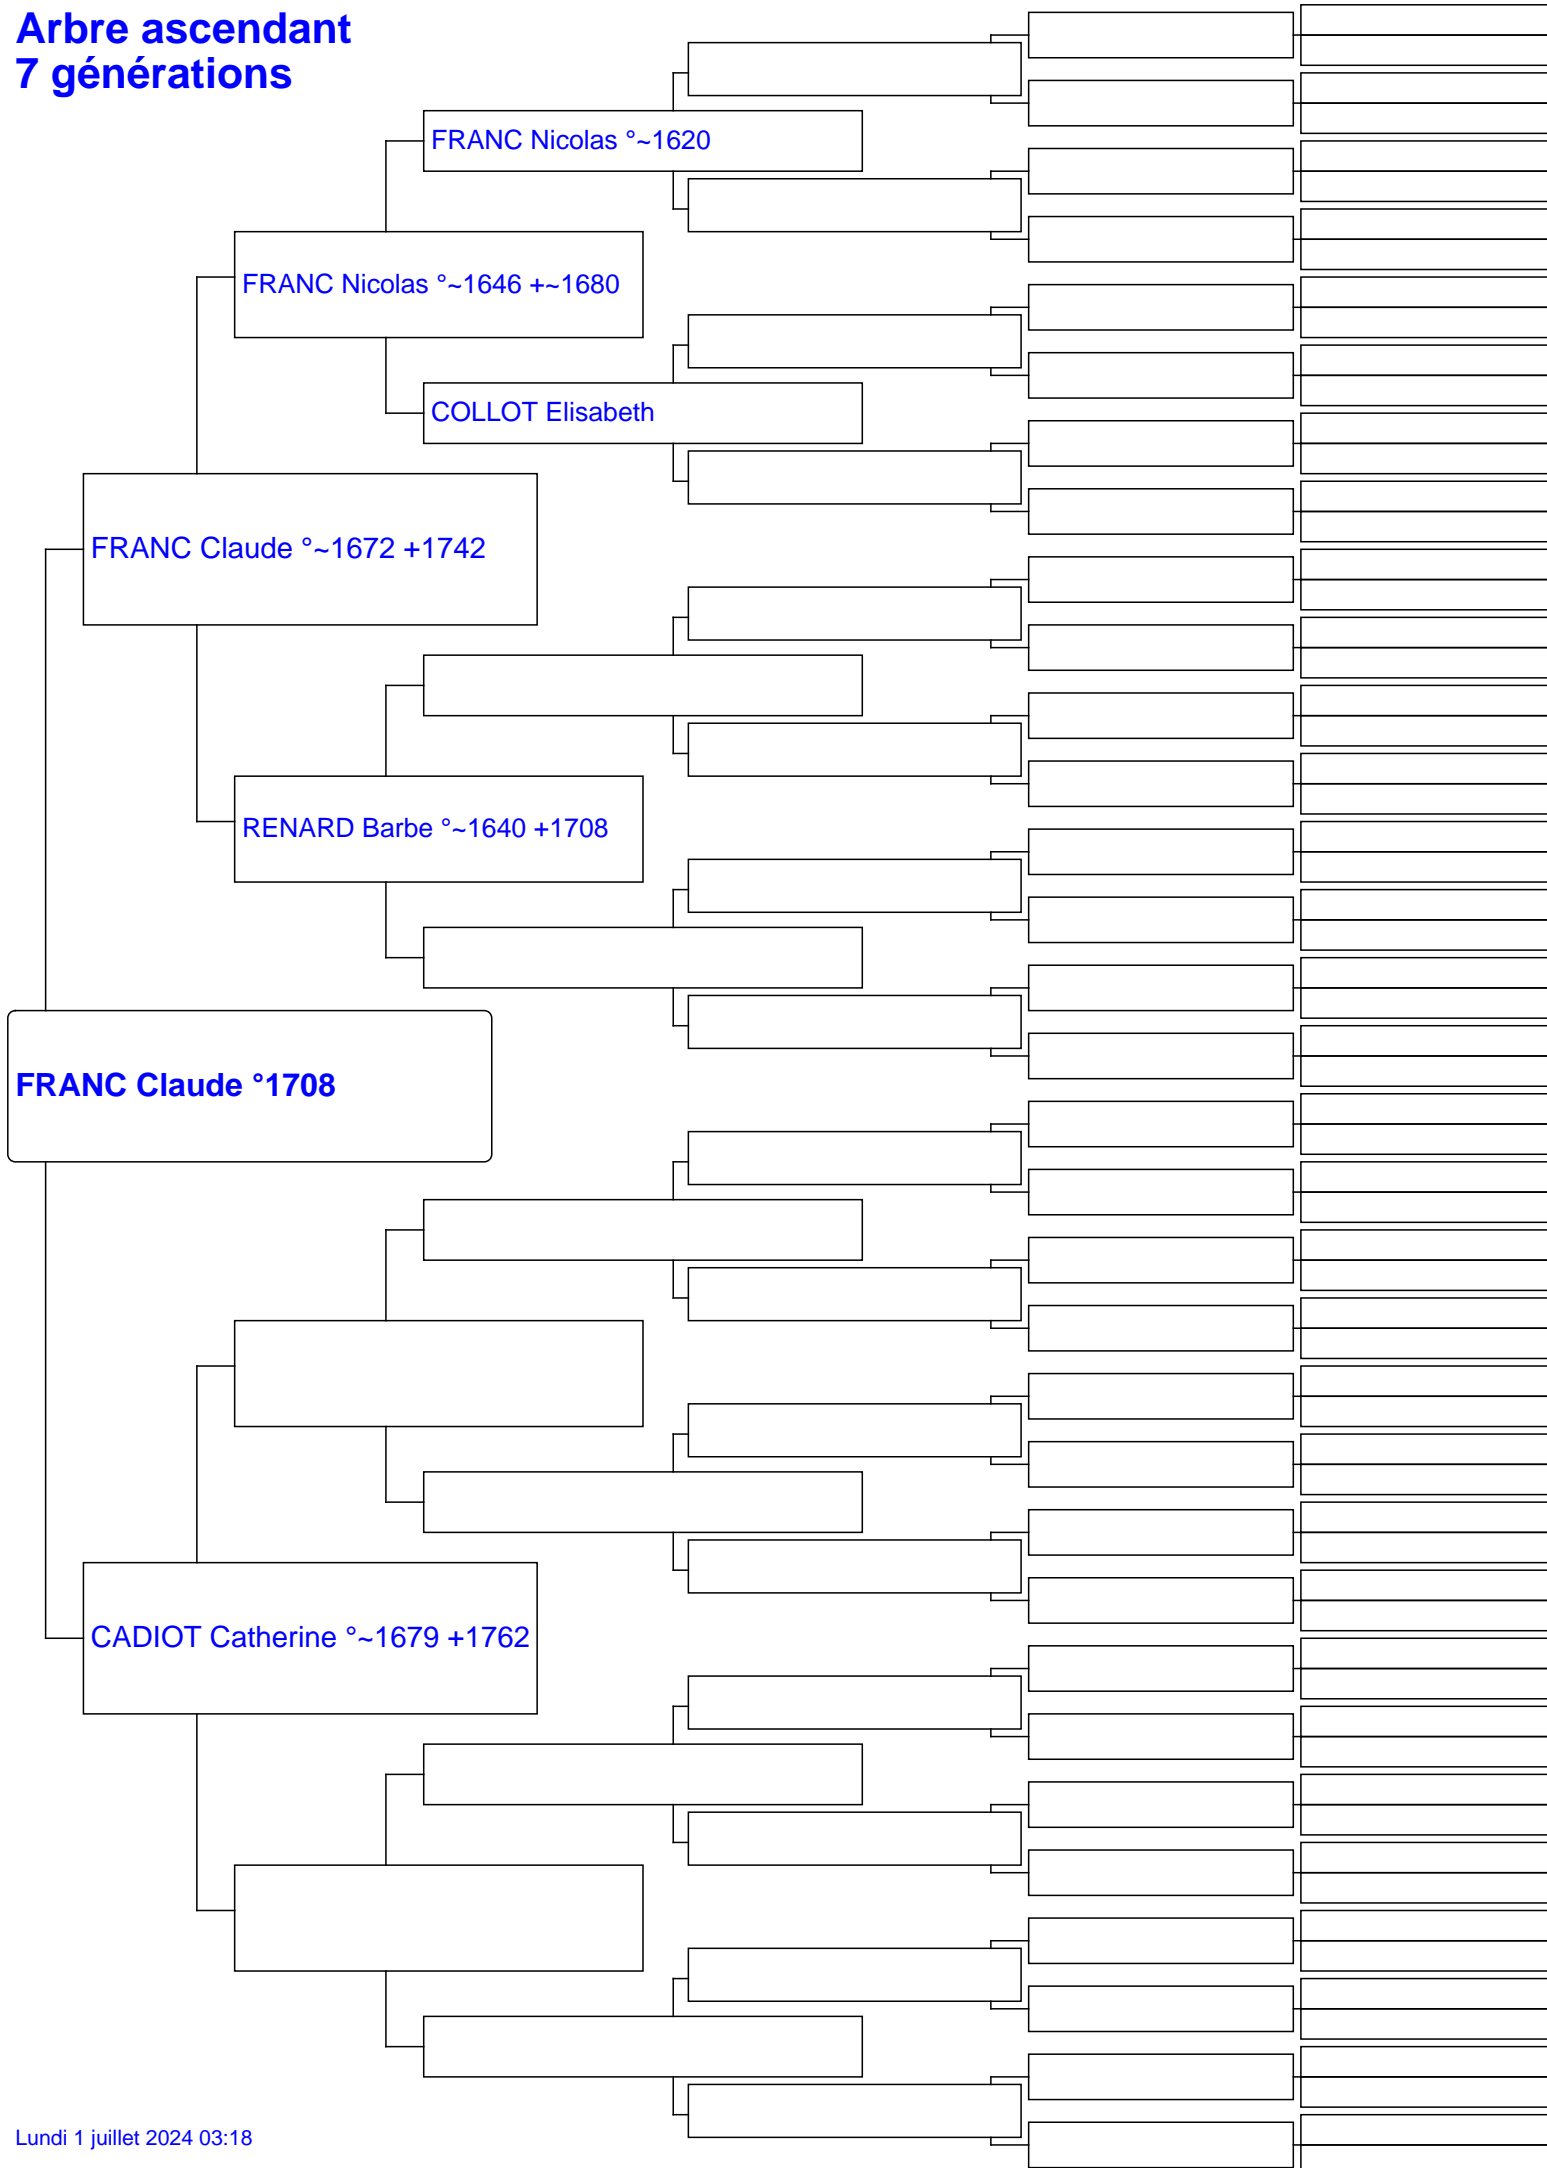 Arbre ascendant
7 générations
FRANC Nicolas °~1620
FRANC Nicolas °~1646 +~1680
COLLOT Elisabeth
FRANC Claude °~1672 +1742
RENARD Barbe °~1640 +1708
FRANC Claude °1708
CADIOT Catherine °~1679 +1762
Lundi 1 juillet 2024 03:18